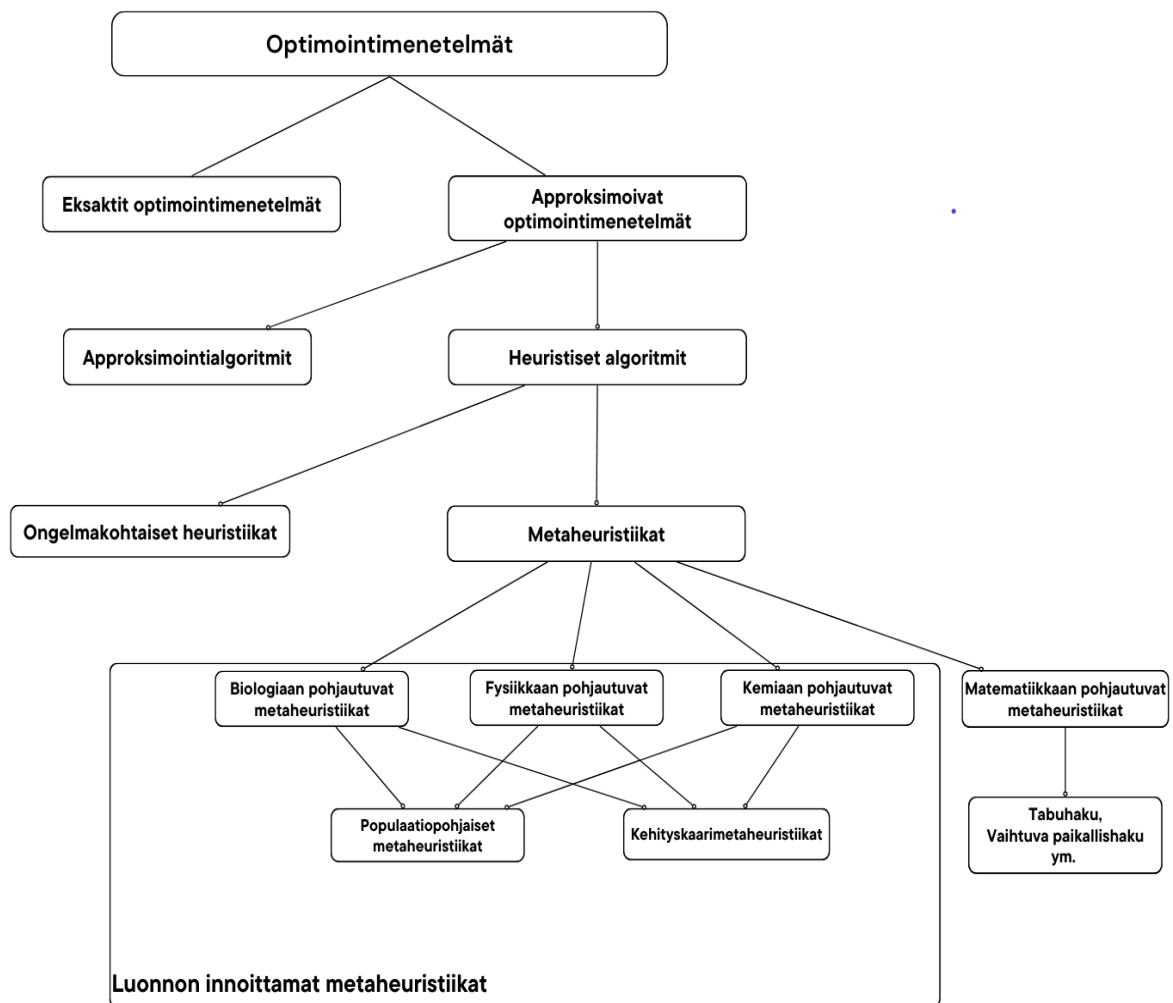 Optimointimenetelmät
Eksaktit optimointimenetelmät
Approksimoivat
optimointimenetelmät
Approksimointialgoritmit
Heuristiset algoritmit
Ongelmakohtaiset heuristiikat
Metaheuristiikat
Biologiaan pohjautuvat
metaheuristiikat
Fysiikkaan pohjautuvat
metaheuristiikat
Kemiaan pohjautuvat
metaheuristiikat
Matematiikkaan pohjautuvat
metaheuristiikat
Populaatiopohjaiset
metaheuristiikat
Kehityskaarimetaheuristiikat
Tabuhaku,
Vaihtuva paikallishaku
ym.
Luonnon innoittamat metaheuristiikat